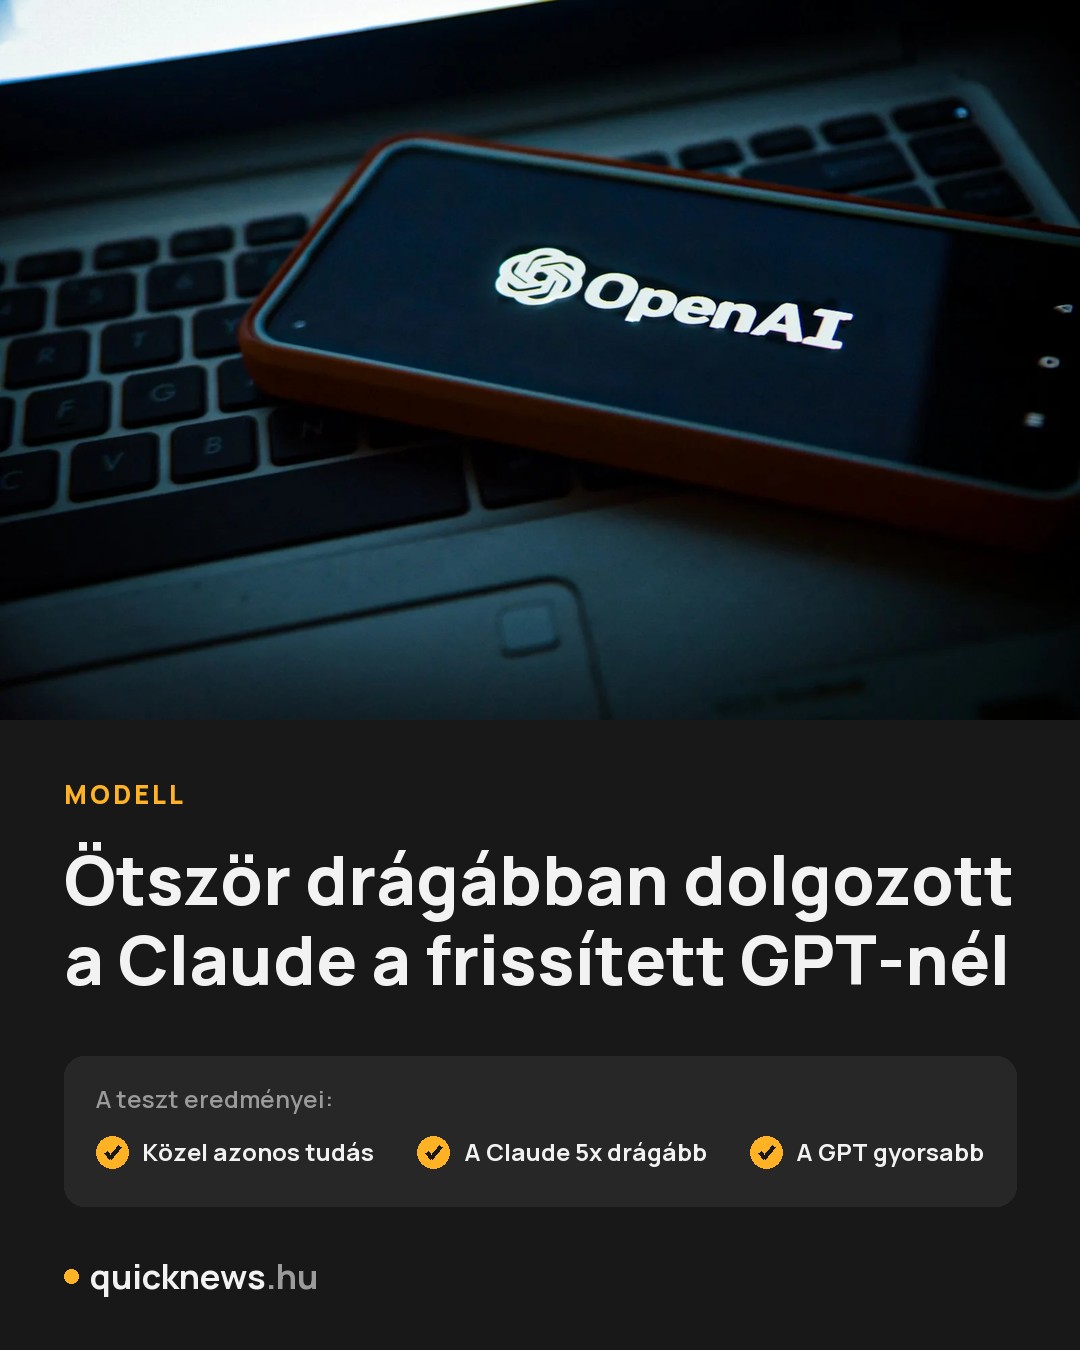 OpenAI
R
T
Y
F
G
C
V
B
N
MODELL
Ötször drágábban dolgozott
a Claude a frissített GPT-nél
A teszt eredményei:
Közel azonos tudás
A Claude 5x drágább
A GPT gyorsabb
quicknews.hu